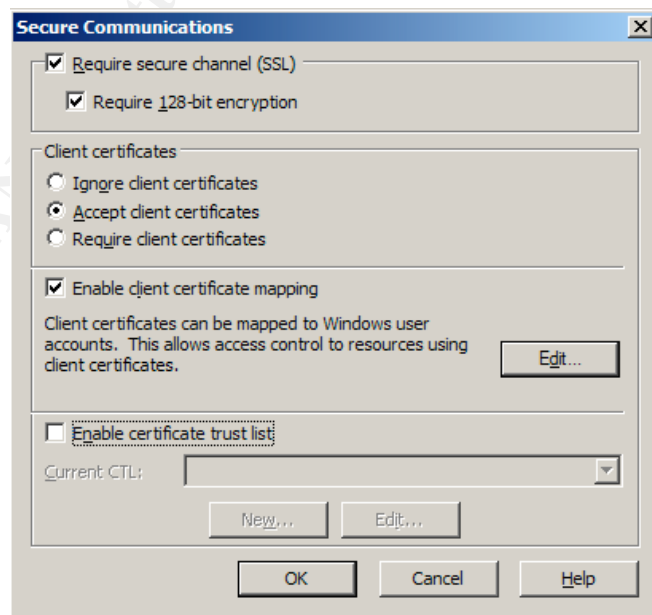 Secure Communications
Require secure channel (SSL)
Require 128-bit encryption
Client certificates
Ignore client certificates
Accept client certificates
Require client certificates
Enable client certificate mapping
Client certificates can be mapped to Windows user
accounts. This allows access control to resources using
client certificates.
Edit...
Enable certificate trust list
Current CTL:
New...
Edit...
OK
Cancel
Help